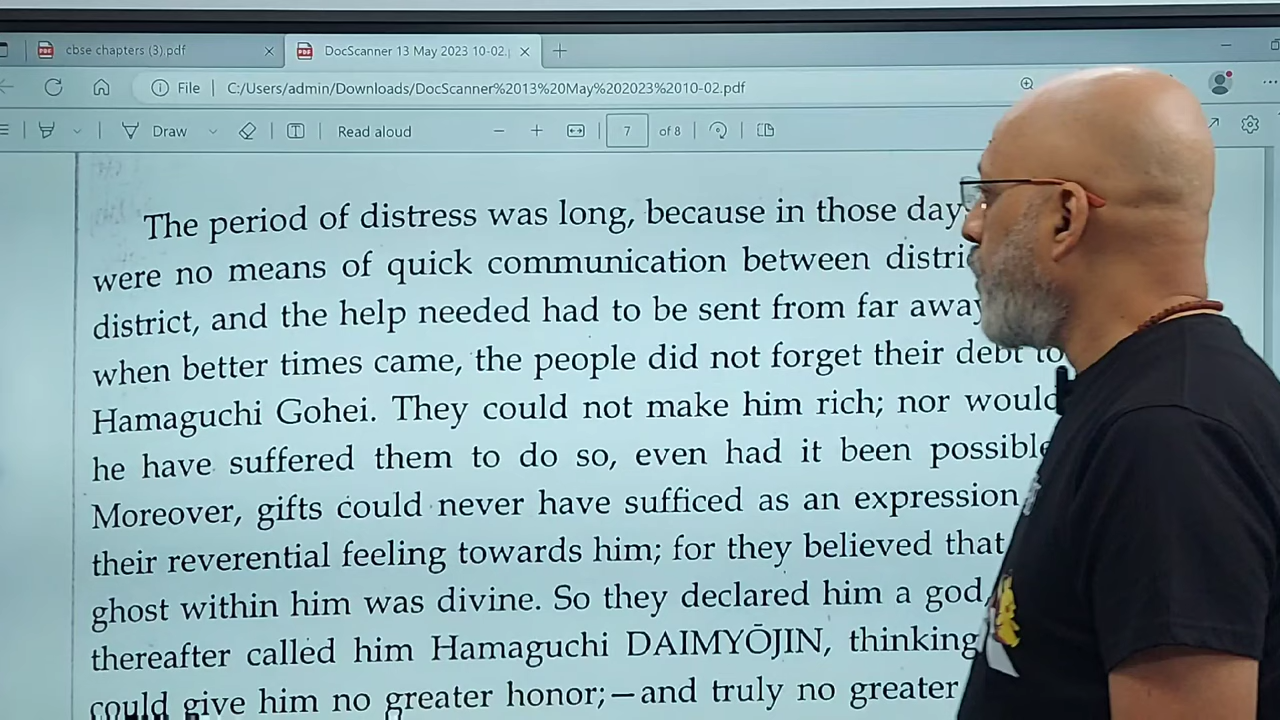 cbse chapters (3).pdf
DocScanner 13 May 2023 10-02.p
File C:/Users/admin/Downloads/DocScanner%2013%20May%202023%2010-02.pdf
Draw Read aloud 7 of 8
The period of distress was long, because in those day
were no means of quick communication between distri
district, and the help needed had to be sent from far away
when better times came, the people did not forget their debt to
Hamaguchi Gohei. They could not make him rich; nor would
he have suffered them to do so, even had it been possible
Moreover, gifts could never have sufficed as an expression
their reverential feeling towards him; for they believed that
ghost within him was divine. So they declared him a god,
thereafter called him Hamaguchi DAIMYŌJIN, thinking
could give him no greater honor;—and truly no greater